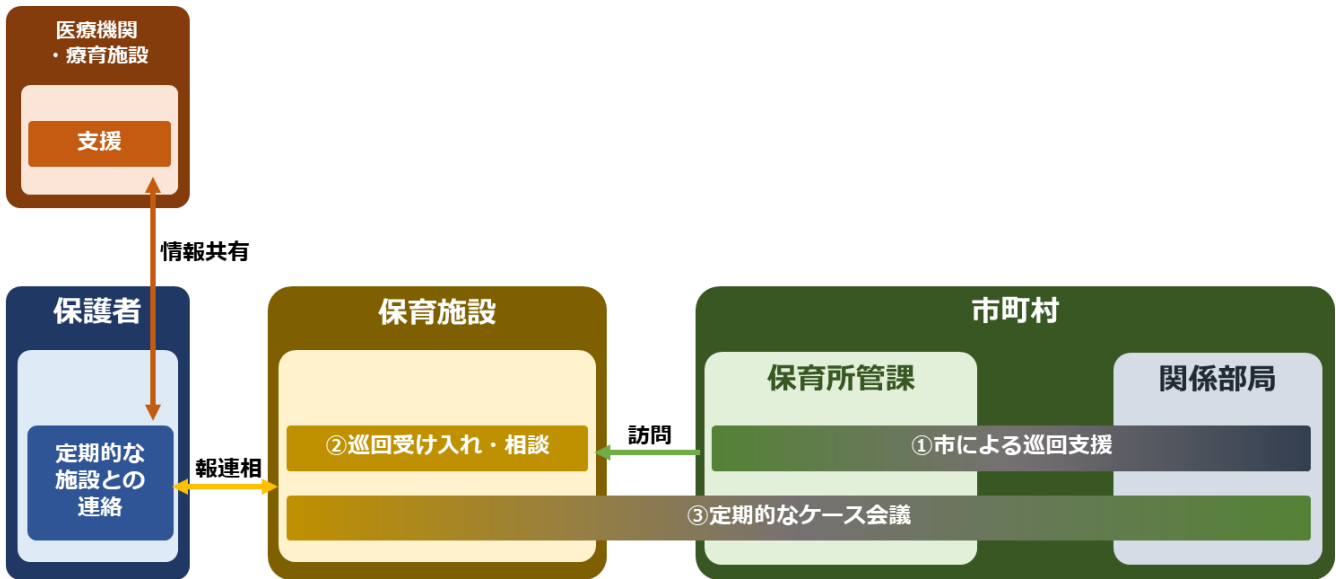 医療機関
・療育施設
支援
情報共有
保護者
定期的な
施設との
連絡
報連相
保育施設
②巡回受け入れ・相談
訪問
市町村
保育所管課
関係部局
①市による巡回支援
③定期的なケース会議